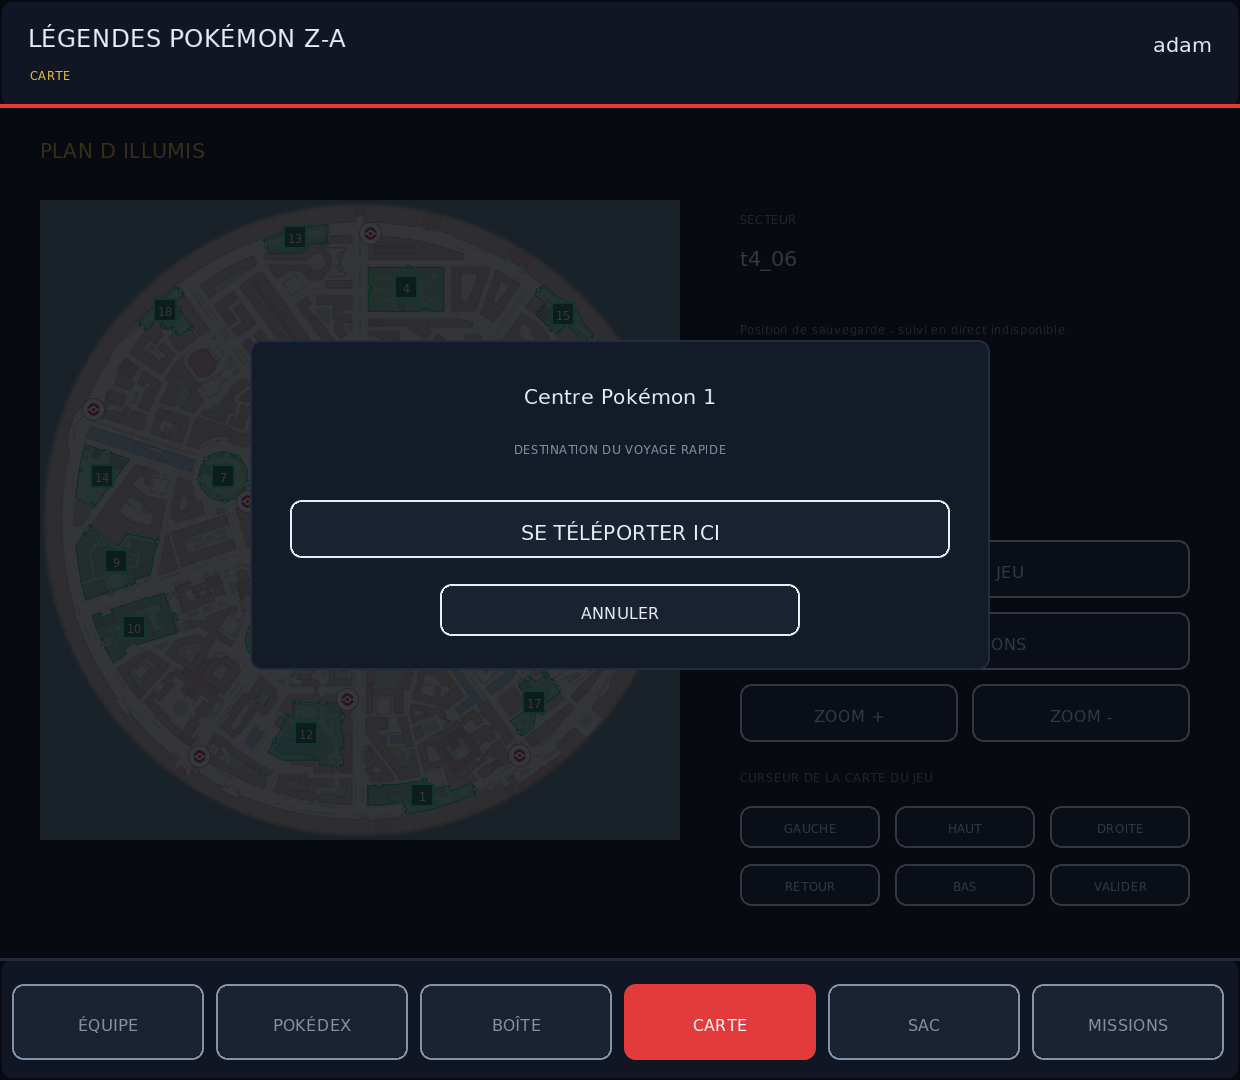 LÉGENDES POKÉMON Z-A
adam
CARTE
PLAN D ILLUMIS
SECTEUR
t4_06
Position de sauvegarde - suivi en direct indisponible
13
4
18
15
14
7
9
10
12
17
1
Centre Pokémon 1
DESTINATION DU VOYAGE RAPIDE
SE TÉLÉPORTER ICI
ANNULER
JEU
ONS
ZOOM +
ZOOM -
CURSEUR DE LA CARTE DU JEU
GAUCHE
HAUT
DROITE
RETOUR
BAS
VALIDER
ÉQUIPE
POKÉDEX
BOÎTE
CARTE
SAC
MISSIONS